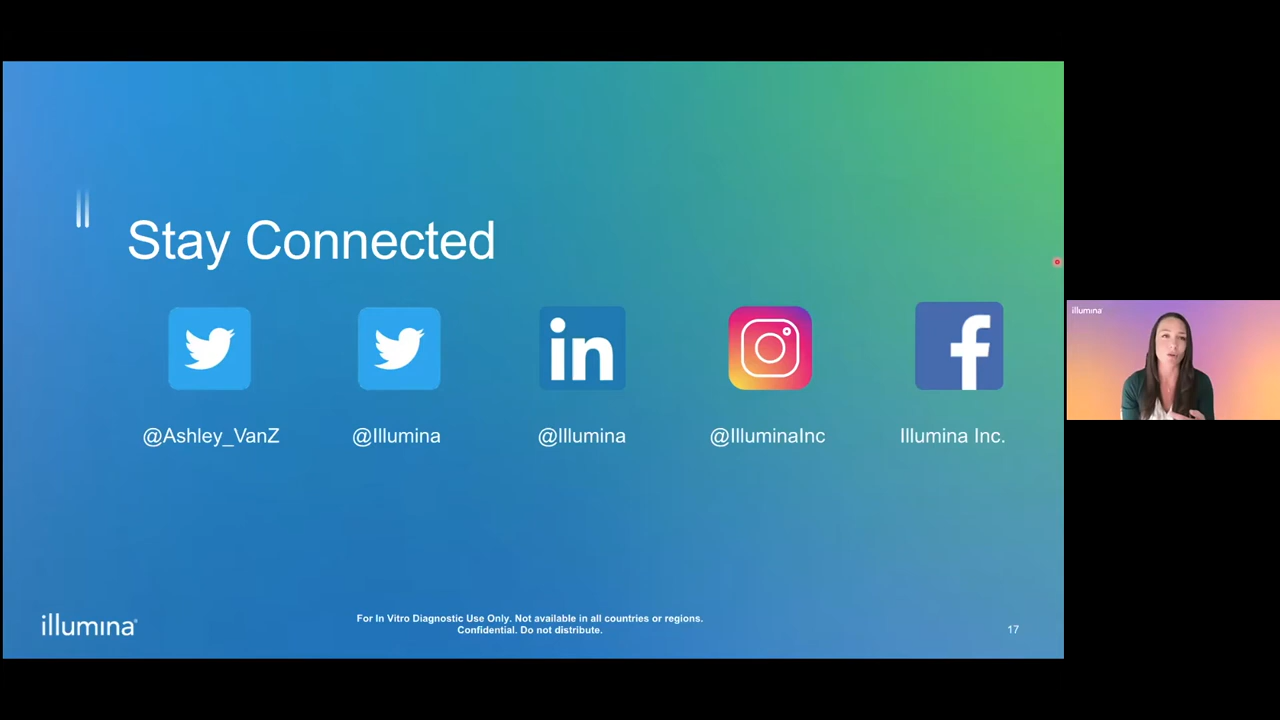 Stay Connected
@Ashley_VanZ
@Illumina
@Illumina
@IlluminaInc
Illumina Inc.
illumina
illumina®
For In Vitro Diagnostic Use Only. Not available in all countries or regions.
Confidential. Do not distribute.
17